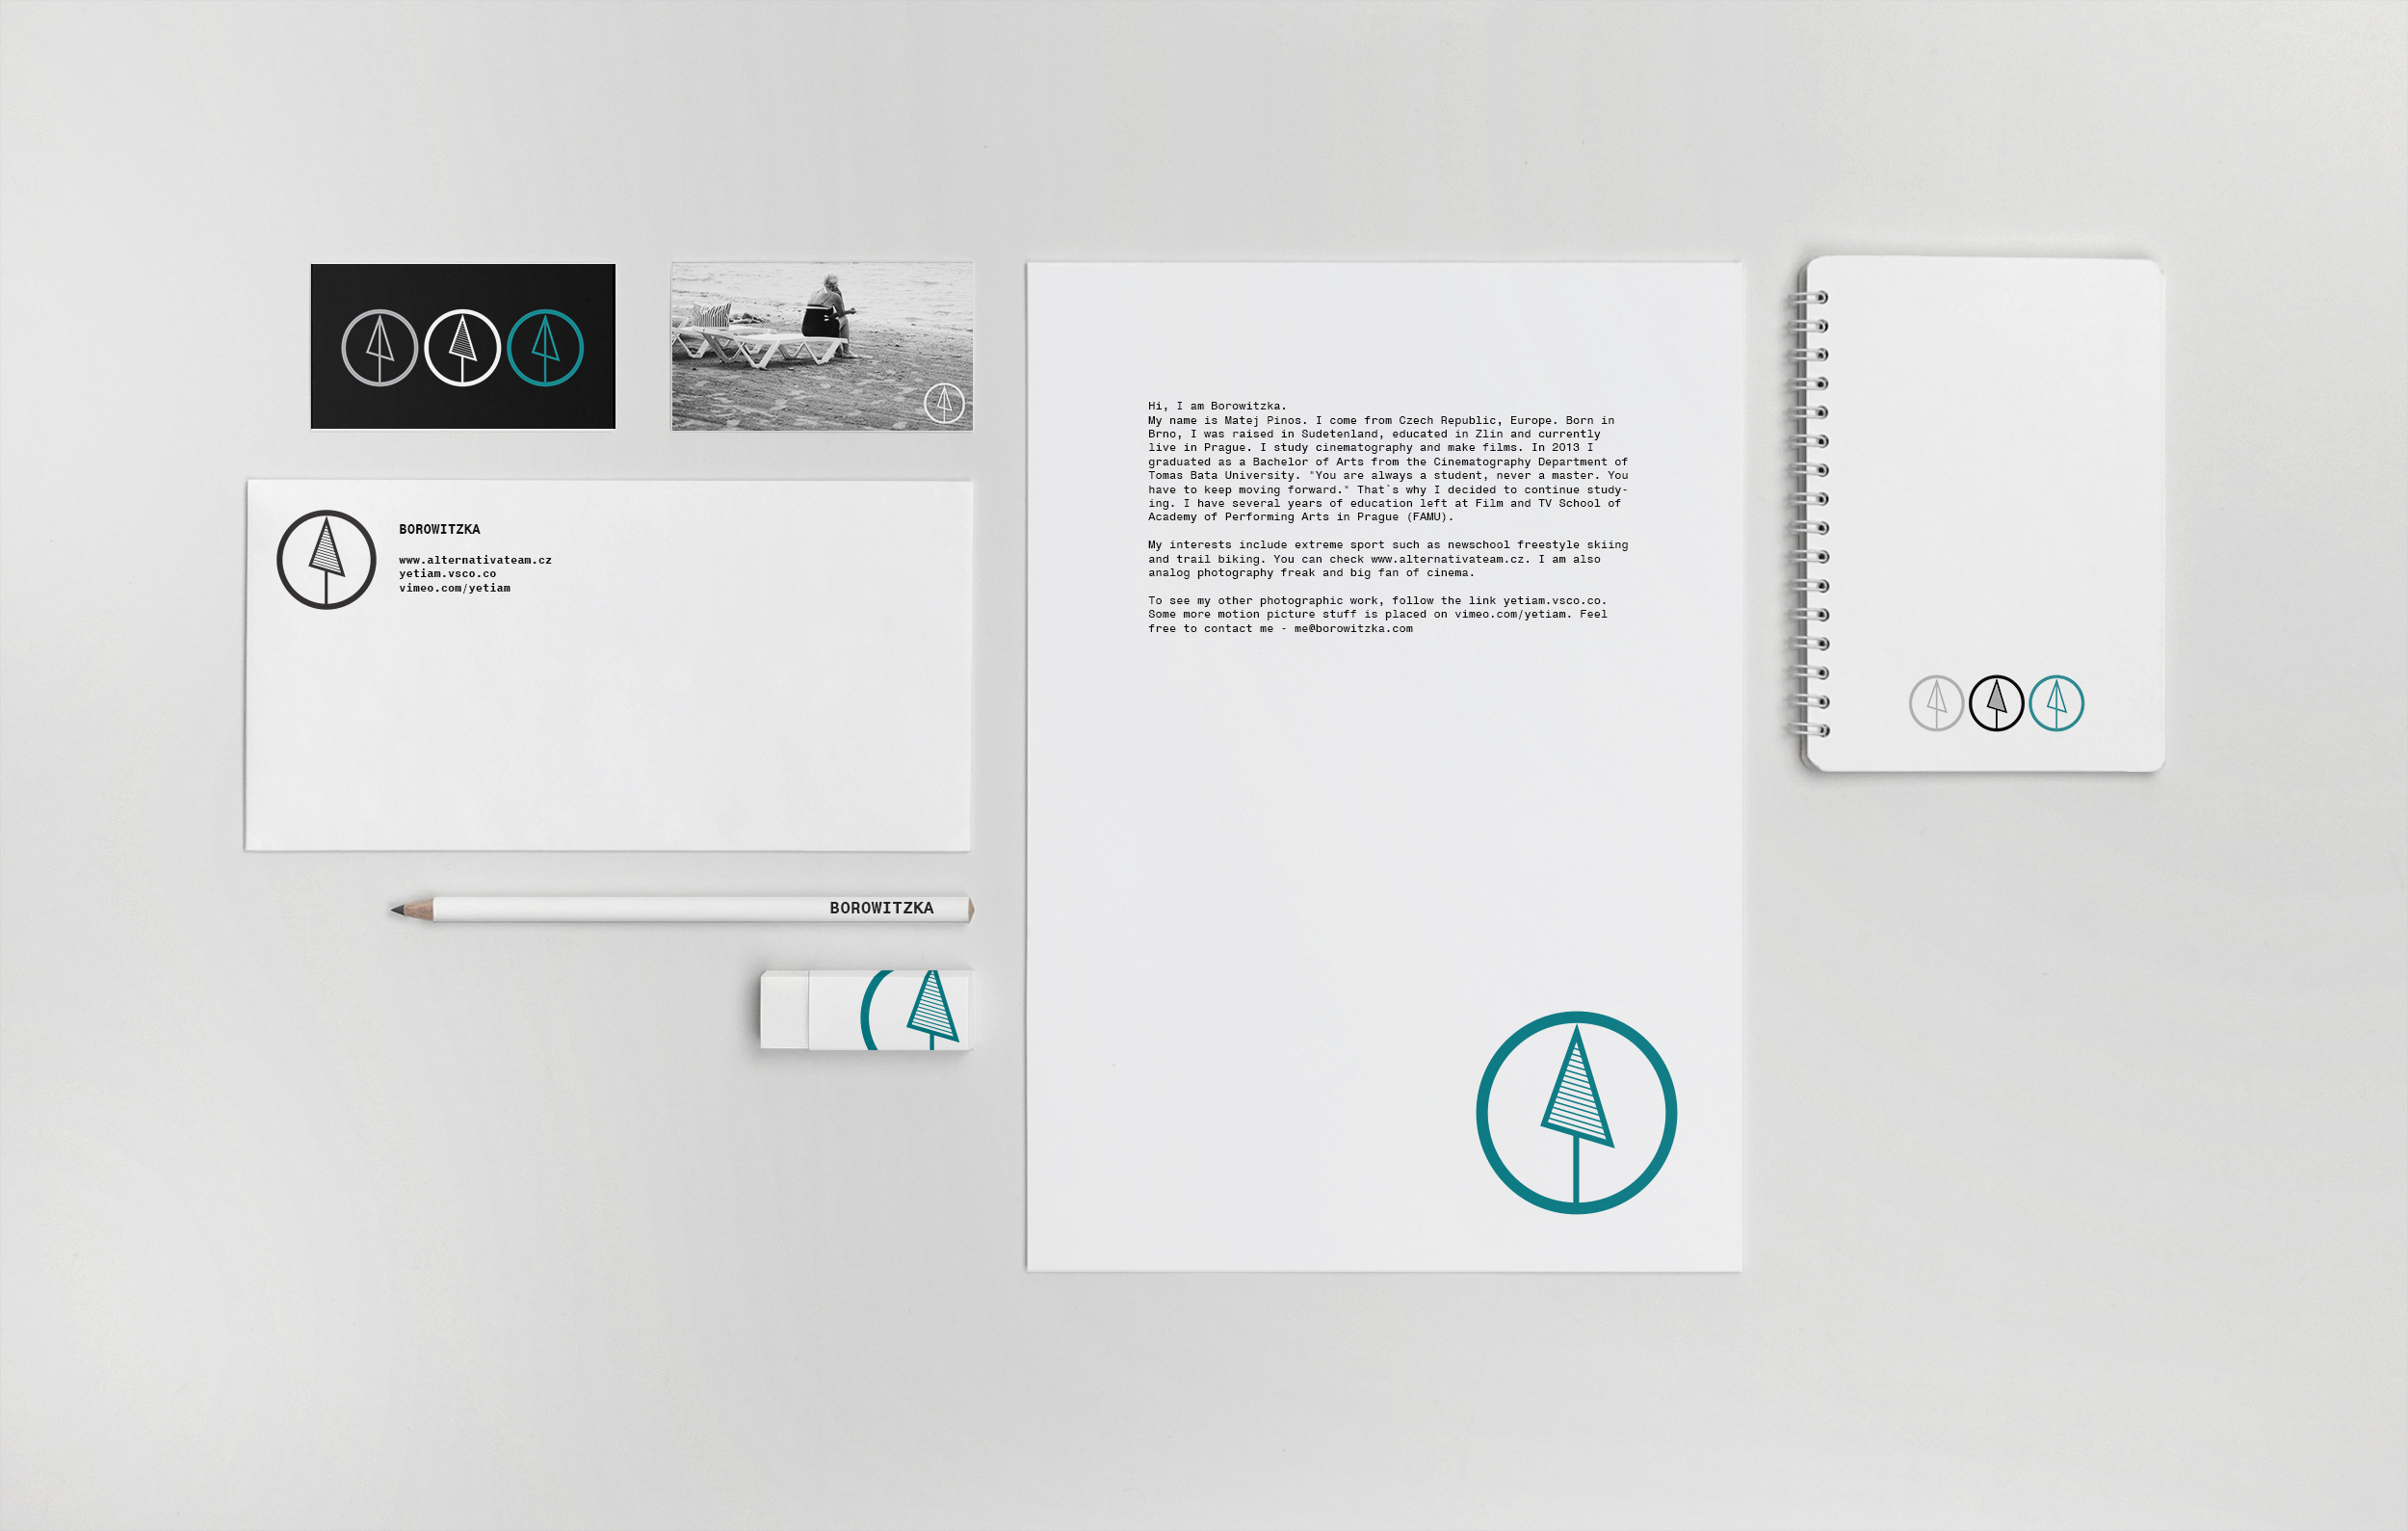 BOROWITZKA
www.alternativateam.cz
yetiam.vsco.co
vimeo.com/yetiam
BOROWITZKA
Hi, I am Borowitzka.
My name is Matej Pinos. I come from Czech Republic, Europe. Born in
Brno, I was raised in Sudetenland, educated in Zlin and currently
live in Prague. I study cinematography and make films. In 2013 I
graduated as a Bachelor of Arts from the Cinematography Department of
Tomas Bata University. "You are always a student, never a master. You
have to keep moving forward." That`s why I decided to continue study-
ing. I have several years of education left at Film and TV School of
Academy of Performing Arts in Prague (FAMU).
My interests include extreme sport such as newschool freestyle skiing
and trail biking. You can check www.alternativateam.cz. I am also
analog photography freak and big fan of cinema.
To see my other photographic work, follow the link yetiam.vsco.co.
Some more motion picture stuff is placed on vimeo.com/yetiam. Feel
free to contact me - me@borowitzka.com